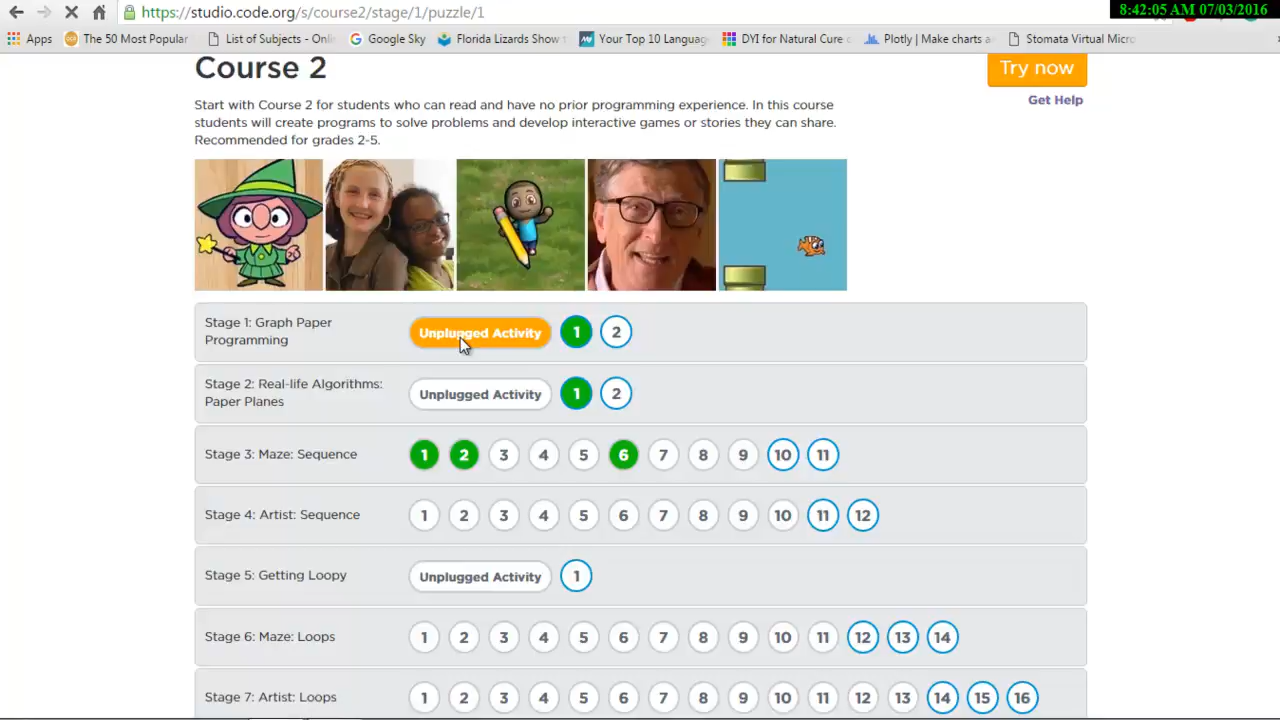 https://studio.code.org/s/course2/stage/1/puzzle/1
8:42:05 AM 07/03/2016
Apps The 50 Most Popular List of Subjects - Onli Google Sky Flying Lizards Shor Your Top 10 Languag DYI for Natural Cure Plotly | Make charts a Stomata Virtual Micro
Course 2
Try now
Get Help
Start with Course 2 for students who can read and have no prior programming experience. In this course
students will create programs to solve problems and develop interactive games or stories they can share.
Recommended for grades 2-5.
Stage 1: Graph Paper
Programming
Unplugged Activity 1 2
Stage 2: Real-life Algorithms:
Paper Planes
Unplugged Activity 1 2
Stage 3: Maze: Sequence 1 2 3 4 5 6 7 8 9 10 11
Stage 4: Artist: Sequence 1 2 3 4 5 6 7 8 9 10 11 12
Stage 5: Getting Loopy Unplugged Activity 1
Stage 6: Maze: Loops 1 2 3 4 5 6 7 8 9 10 11 12 13 14
Stage 7: Artist: Loops 1 2 3 4 5 6 7 8 9 10 11 12 13 14 15 16